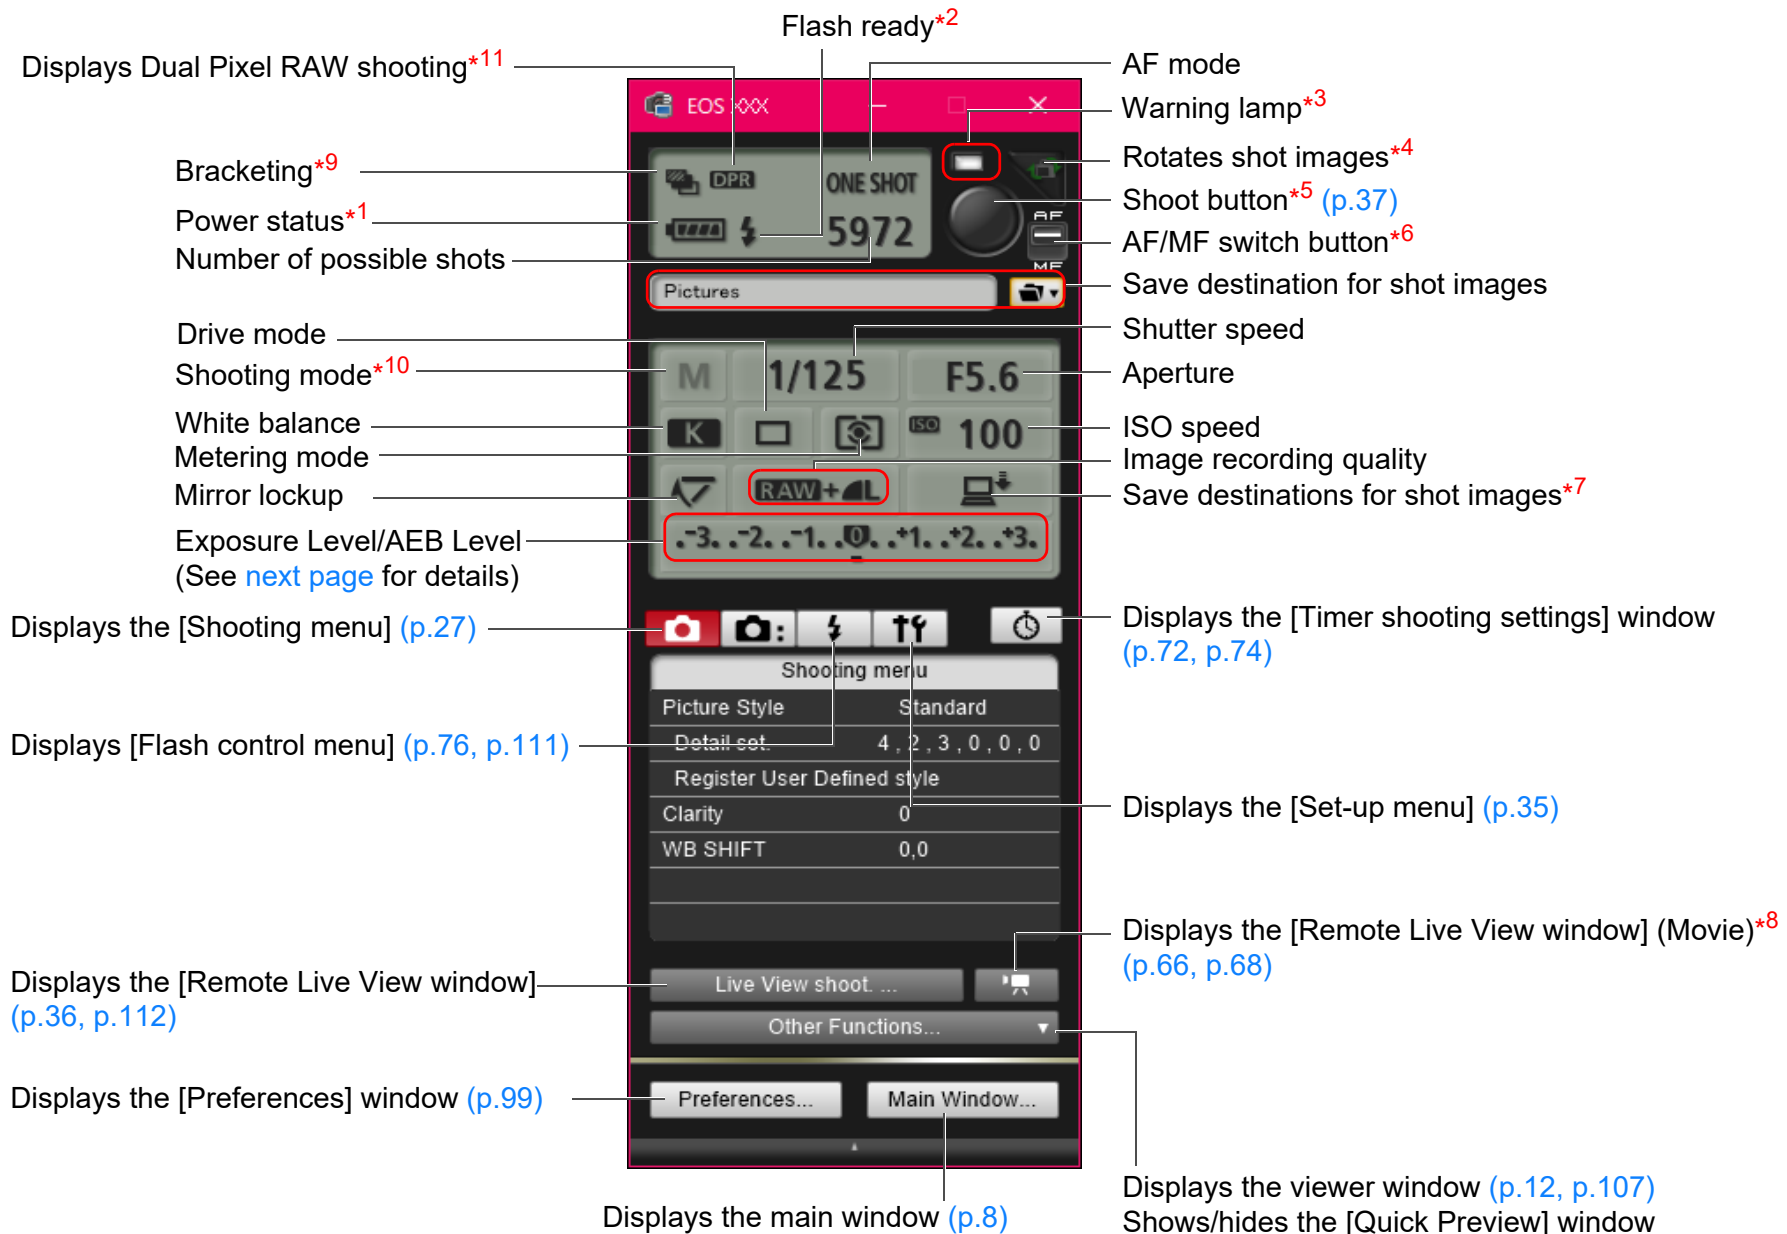 Flash ready*2
Displays Dual Pixel RAW shooting*11
AF mode
Warning lamp*3
Bracketing*9
Rotates shot images*4
Shoot button*5 (p.37)
Power status*1
AF/MF switch button*6
Number of possible shots
Save destination for shot images
Drive mode
Shutter speed
Shooting mode*10
Aperture
White balance
ISO speed
Metering mode
Image recording quality
Mirror lockup
Save destinations for shot images*7
Exposure Level/AEB Level
(See next page for details)
Displays the [Shooting menu] (p.27)
Displays the [Timer shooting settings] window
(p.72, p.74)
Displays [Flash control menu] (p.76, p.111)
Displays the [Set-up menu] (p.35)
Displays the [Remote Live View window] (Movie)*8
(p.66, p.68)
Displays the [Remote Live View window]
(p.36, p.112)
Displays the [Preferences] window (p.99)
Displays the main window (p.8)
Displays the viewer window (p.12, p.107)
Shows/hides the [Quick Preview] window
EOS XXX
DPR ONE SHOT
5972
AF
MF
Pictures
M 1/125 F5.6
K ISO 100
RAW+L
.-3. .-2. .-1. .0. .+1. .+2. .+3.
Shooting menu
Picture Style Standard
Detail set. 4 , 2 , 3 , 0 , 0 , 0
Register User Defined style
Clarity 0
WB SHIFT 0,0
Live View shoot. ...
Other Functions...
Preferences... Main Window...